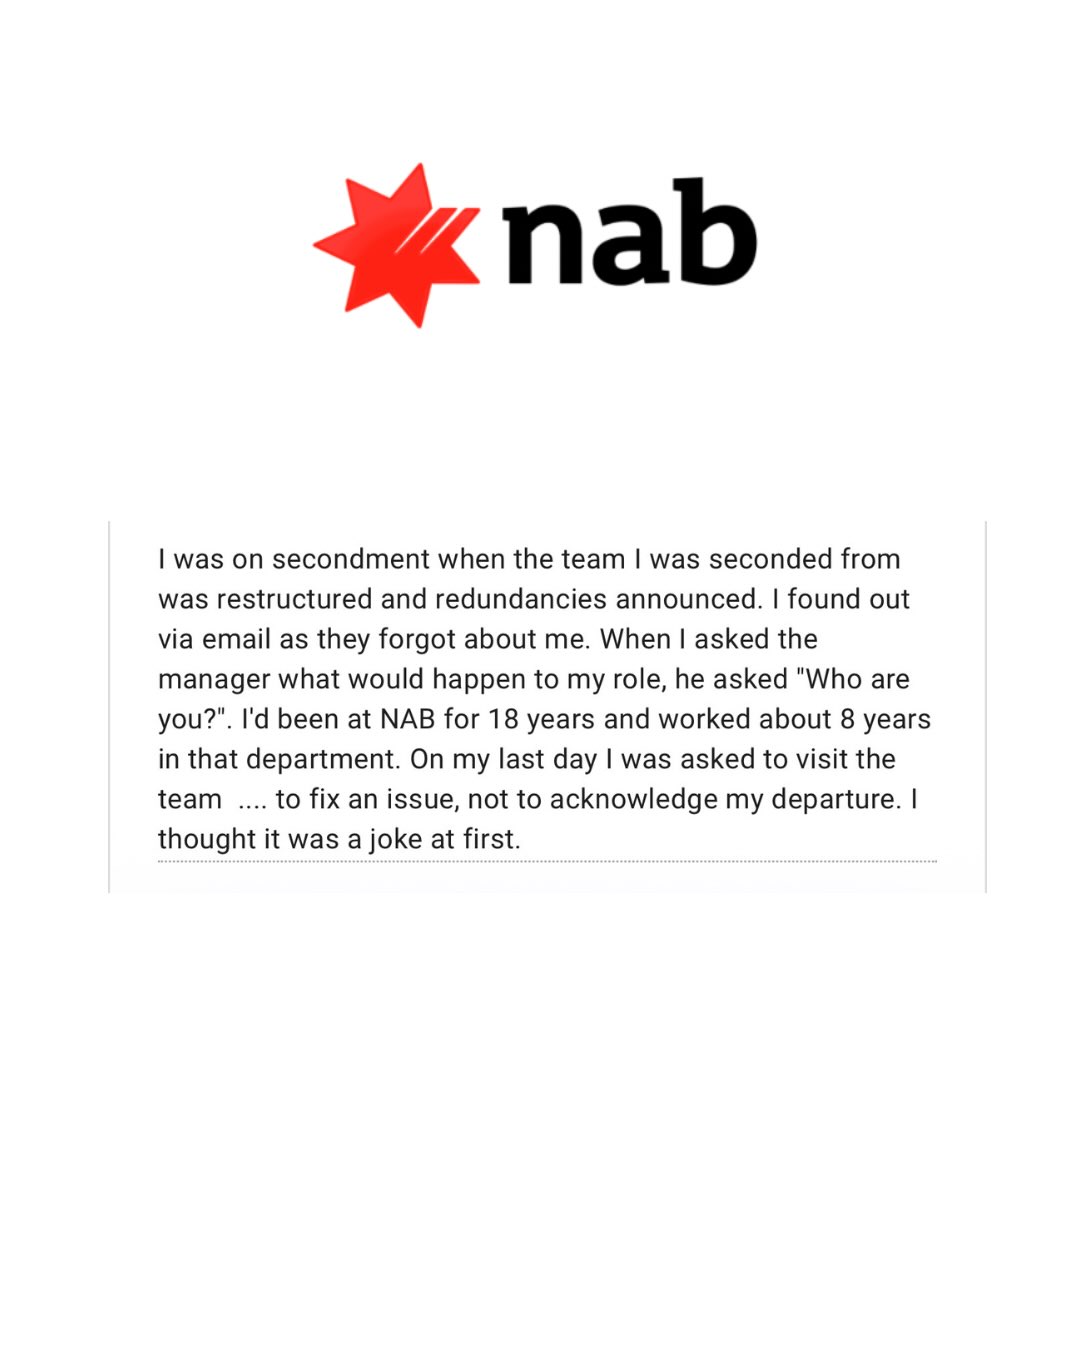 nab
I was on secondment when the team I was seconded from
was restructured and redundancies announced. I found out
via email as they forgot about me. When I asked the
manager what would happen to my role, he asked "Who are
you?". I'd been at NAB for 18 years and worked about 8 years
in that department. On my last day I was asked to visit the
team  .... to fix an issue, not to acknowledge my departure. I
thought it was a joke at first.